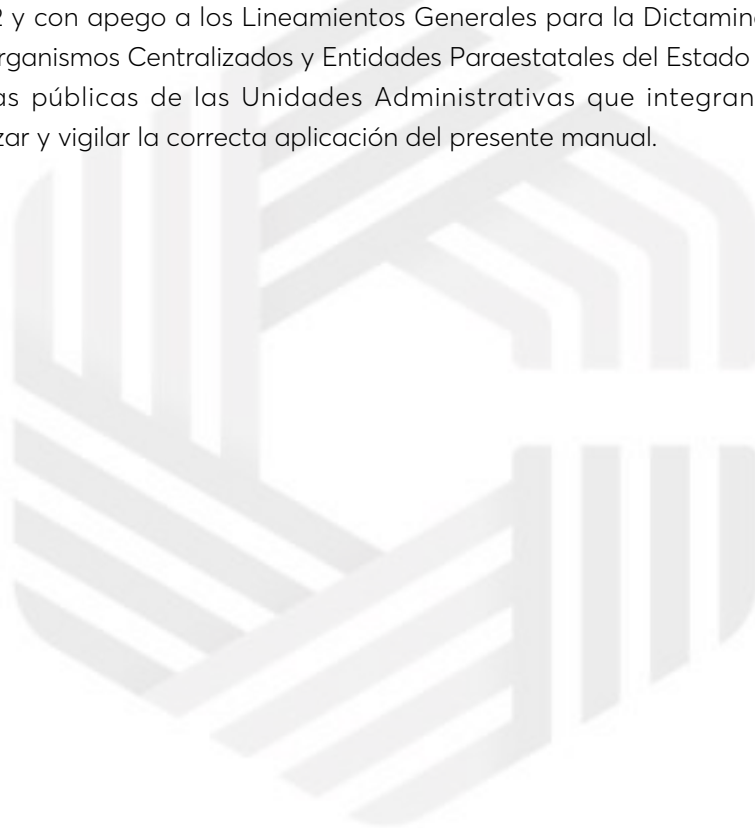 2 y con apego a los Lineamientos Generales para la
rganismos Centralizados y Entidades Paraestatales del Estado
as públicas de las Unidades Administrativas que integran
zar y vigilar la correcta aplicación del presente manual.